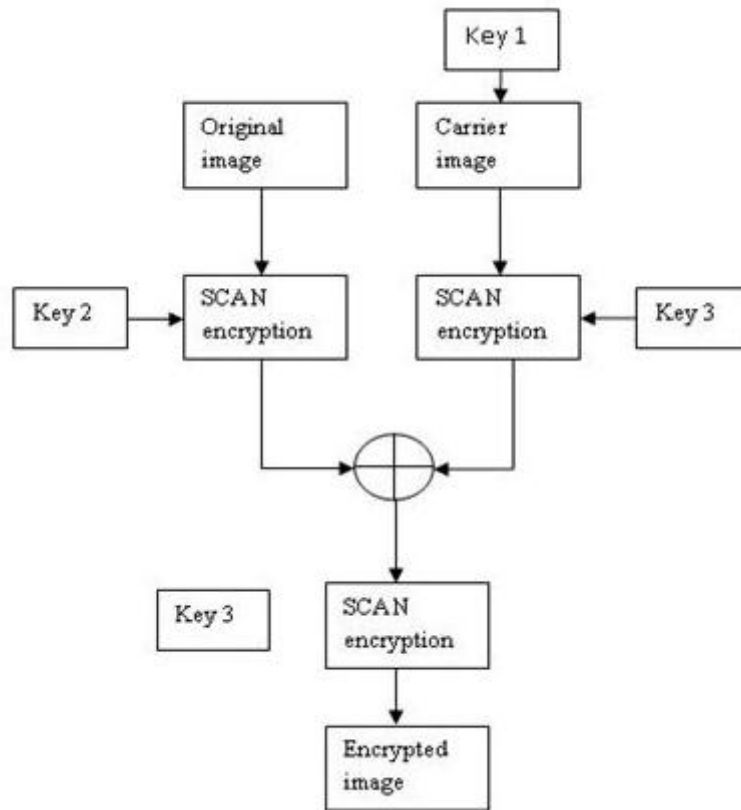 Key 1
Original
image
Carrier
image
Key 2
SCAN
encryption
SCAN
encryption
Key 3
Key 3
SCAN
encryption
Encrypted
image